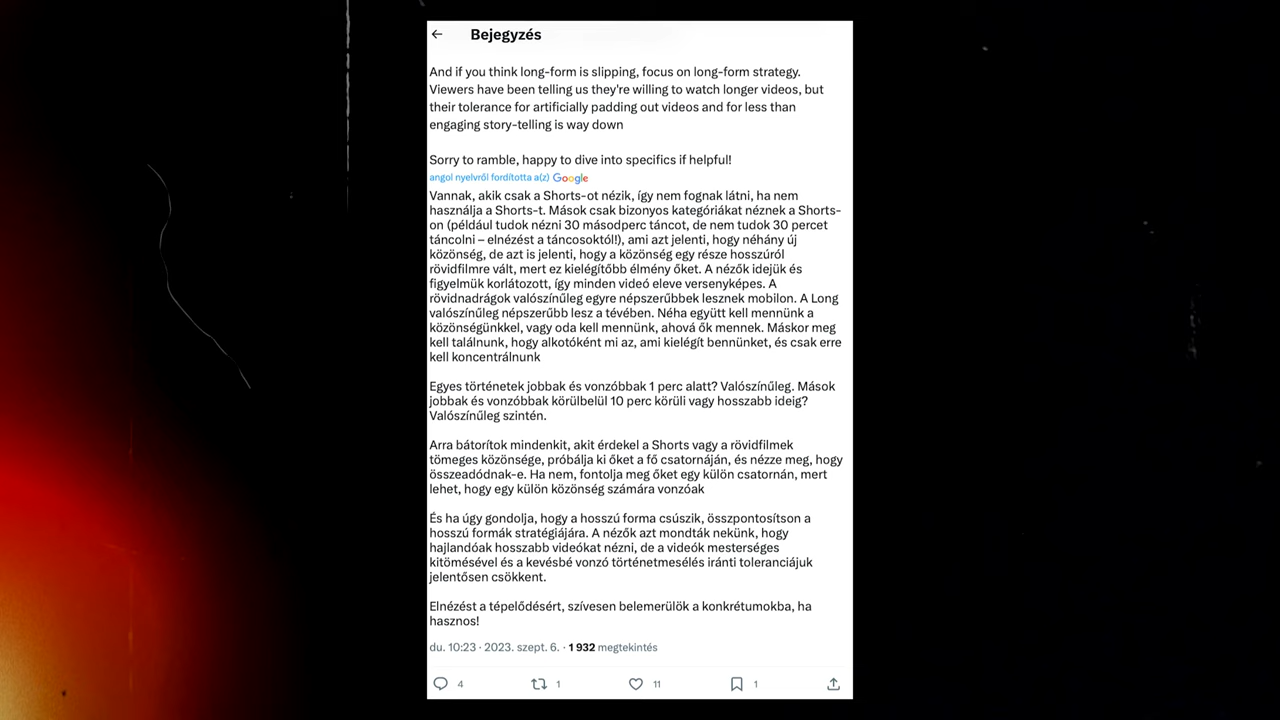 Bejegyzés
And if you think long-form is slipping, focus on long-form strategy.
Viewers have been telling us they're willing to watch longer videos, but
their tolerance for artificially padding out videos and for less than
engaging story-telling is way down
Sorry to ramble, happy to dive into specifics if helpful!
angol nyelvről fordította a(z) Google
Vannak, akik csak a Shorts-ot nézik, így nem fognak látni, ha nem
használja a Shorts-t. Mások csak bizonyos kategóriákat néznek a Shorts-
on (például tudok nézni 30 másodperc táncot, de nem tudok 30 percet
táncolni – elnézést a táncosoktól!), ami azt jelenti, hogy néhány új
közönség, de azt is jelenti, hogy a közönség egy része hosszúról
rövidfilmre vált, mert ez kielégítőbb élmény őket. A nézők idejük és
figyelmük korlátozott, így minden videó eleve versenyképes. A
rövidnadrágok valószínűleg egyre népszerűbbek lesznek mobilon. A Long
valószínűleg népszerűbb lesz a tévében. Néha együtt kell mennünk a
közönségünkkel, vagy oda kell mennünk, ahová ők mennek. Máskor meg
kell találnunk, hogy alkotóként mi az, ami kielégít bennünket, és csak erre
kell koncentrálnunk
Egyes történetek jobbak és vonzóbbak 1 perc alatt? Valószínűleg. Mások
jobbak és vonzóbbak körülbelül 10 perc körüli vagy hosszabb ideig?
Valószínűleg szintén.
Arra bátorítok mindenkit, akit érdekel a Shorts vagy a rövidfilmek
tömeges közönsége, próbálja ki őket a fő csatornáján, és nézze meg, hogy
összeadódnak-e. Ha nem, fontolja meg őket egy külön csatornán, mert
lehet, hogy egy külön közönség számára vonzóak
És ha úgy gondolja, hogy a hosszú forma csúszik, összpontosítson a
hosszú formák stratégiájára. A nézők azt mondták nekünk, hogy
hajlandóak hosszabb videókat nézni, de a videók mesterséges
kitömésével és a kevésbé vonzó történetmesélés iránti toleranciájuk
jelentősen csökkent.
Elnézést a tépelődésért, szívesen belemerülök a konkrétumokba, ha
hasznos!
du. 10:23 · 2023. szept. 6. · 1 932 megtekintés
4 1 11 1